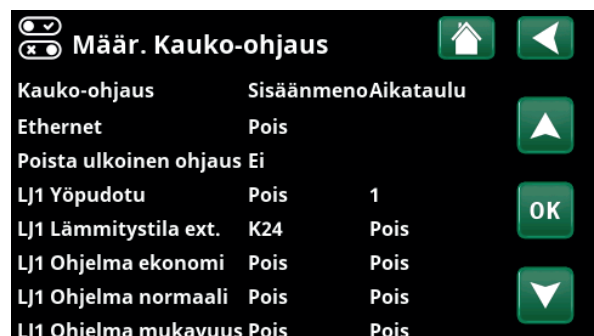 Määr. Kauko-ohjaus
Kauko-ohjaus SisäänmenoAikataulu
Ethernet Pois
Poista ulkoinen ohjaus Ei
LJ1 Yöpudotu Pois 1
LJ1 Lämmitystila ext. K24 Pois
LJ1 Ohjelma ekonomi Pois Pois
LJ1 Ohjelma normaali Pois Pois
LJ1 Ohjelma mukavuus Pois Pois
OK